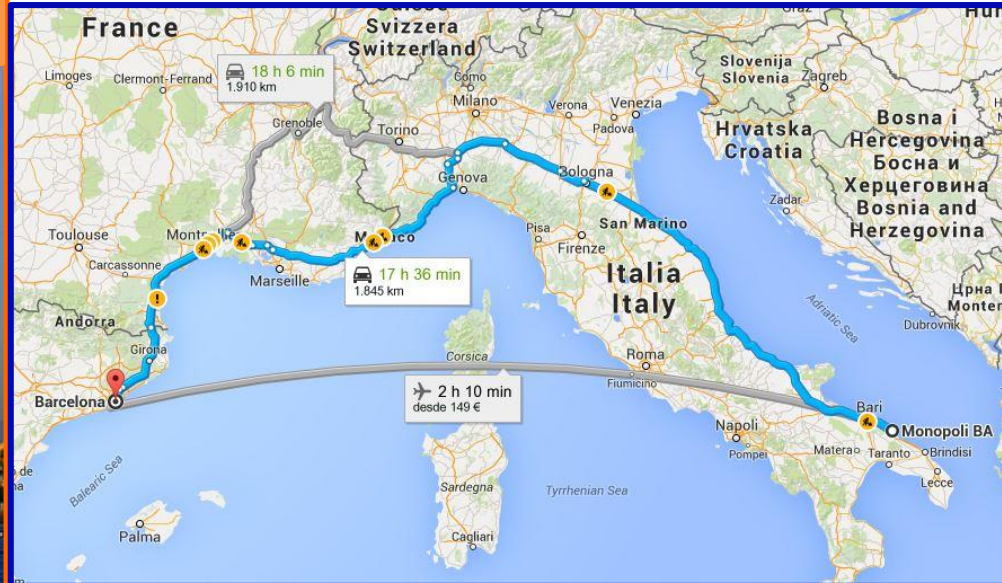 France
Suisse
Svizzera
Switzerland
Graz
Limoges
Clermont-Ferrand
18 h 6 min
1.910 km
Como
Milano
Verona
Venezia
Padova
Slovenija
Slovenia
Zagreb
Hrvatska
Croatia
Bosna i
Hercegovina
Босна и
Херцеговина
Bosnia and
Herzegovina
Grenoble
Torino
Genova
Bologna
Zadar
Toulouse
Carcassonne
Marseille
Pisa
Firenze
San Marino
17 h 36 min
1.845 km
Italia
Italy
Adriatic Sea
Dubrovnik
Andorra
Girona
Corsica
Roma
Fiumicino
Barcelona
2 h 10 min
desde 149 €
Bari
Monopoli BA
Napoli
Pompei
Matera
Taranto
Brindisi
Lecce
Balearic Sea
Palma
Sardegna
Tyrrhenian Sea
Cagliari